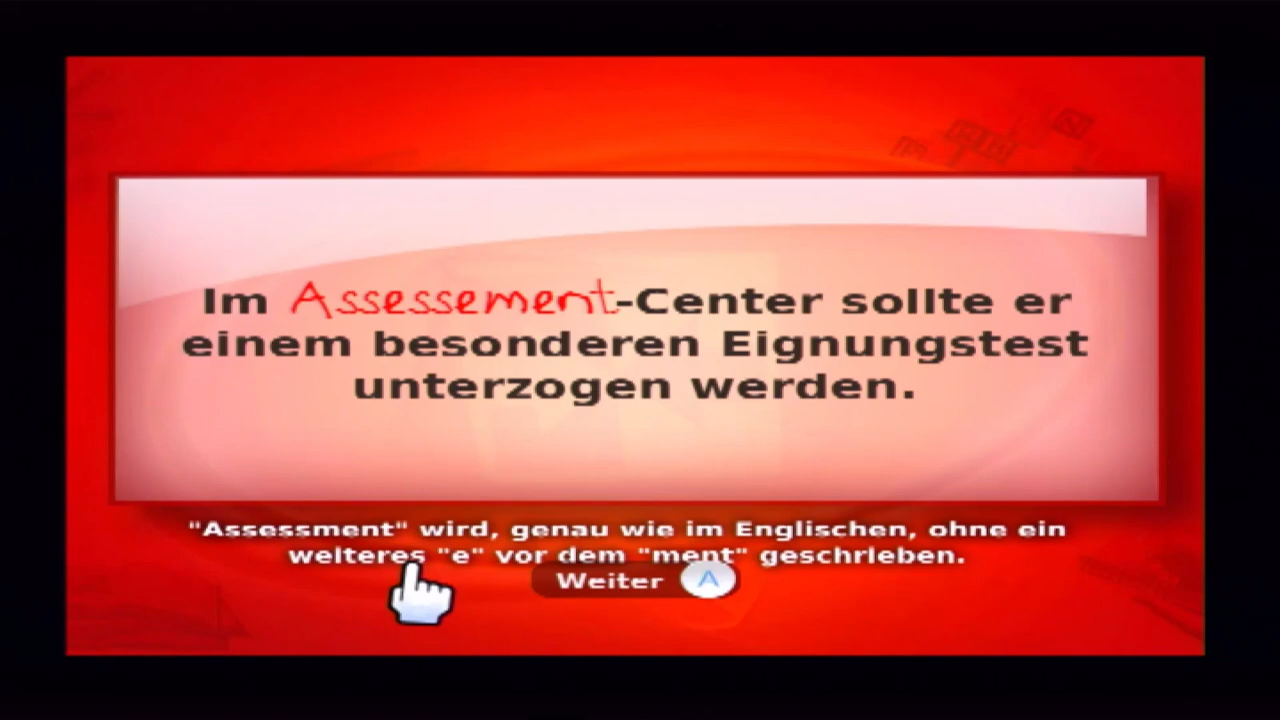 Im Assessement-Center sollte er
einem besonderen Eignungstest
unterzogen werden.
"Assessment" wird, genau wie im Englischen, ohne ein
weiteres "e" vor dem "ment" geschrieben.
Weiter A